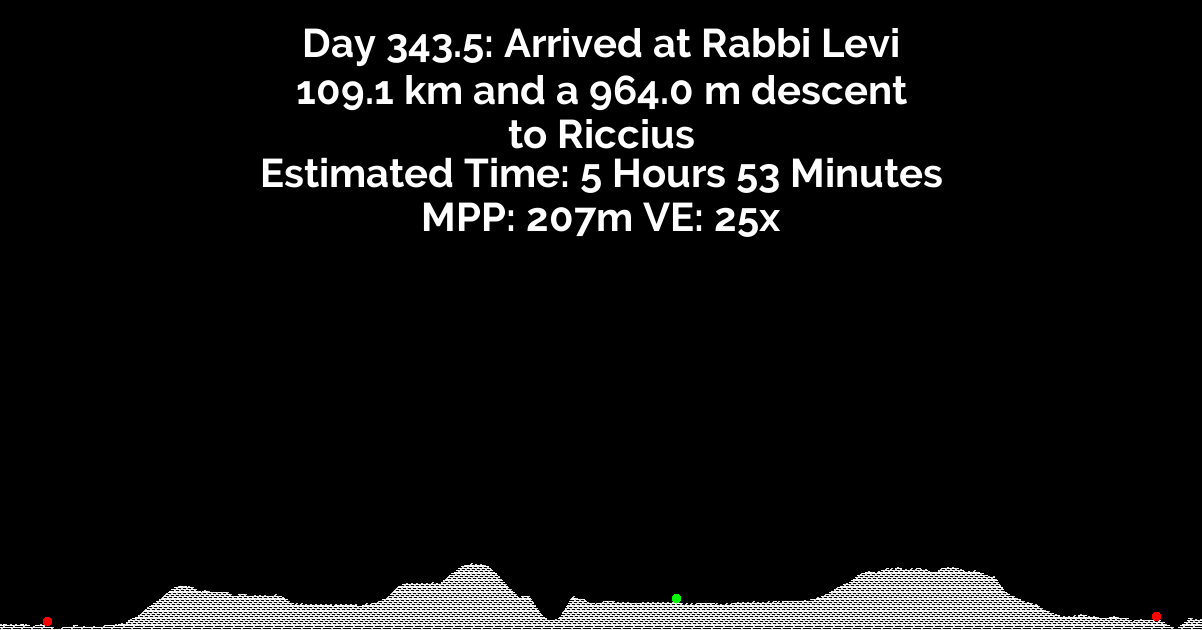 Day 343.5: Arrived at Rabbi Levi
109.1 km and a 964.0 m descent
to Riccius
Estimated Time: 5 Hours 53 Minutes
MPP: 207m VE: 25x